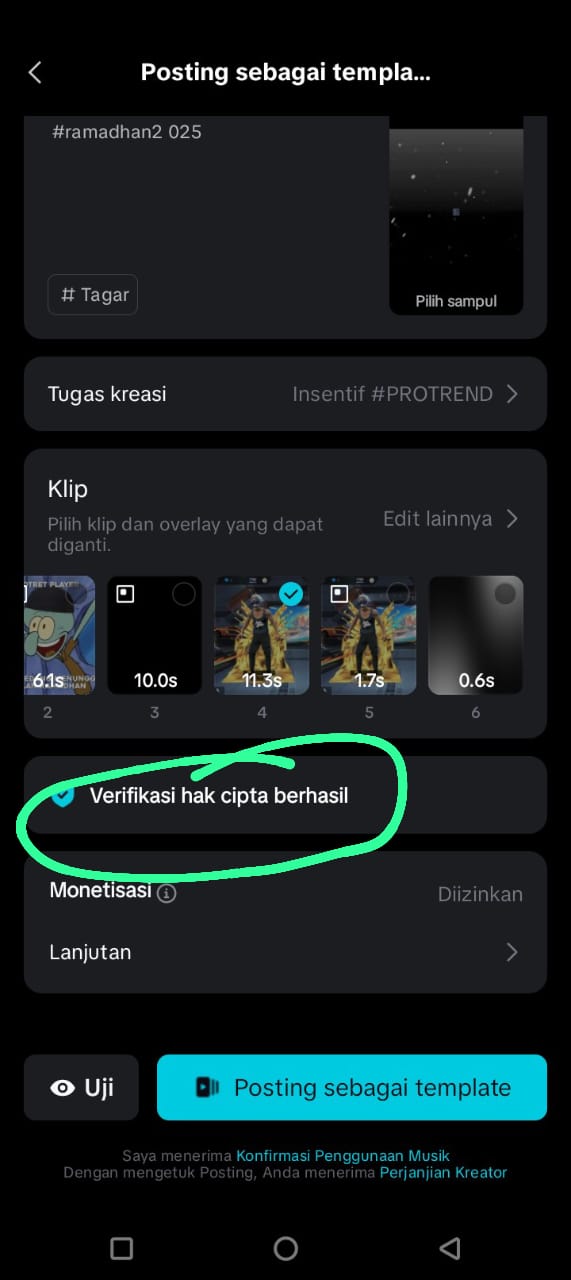 Posting sebagai templa...
#ramadhan2 025
# Tagar
Pilih sampul
Tugas kreasi
Insentif #PROTREND
Klip
Pilih klip dan overlay yang dapat
diganti.
Edit lainnya
6.1s
10.0s
11.3s
1.7s
0.6s
2
3
4
5
6
Verifikasi hak cipta berhasil
Monetisasi
Diizinkan
Lanjutan
Uji
Posting sebagai template
Saya menerima Konfirmasi Penggunaan Musik
Dengan mengetuk Posting, Anda menerima Perjanjian Kreator